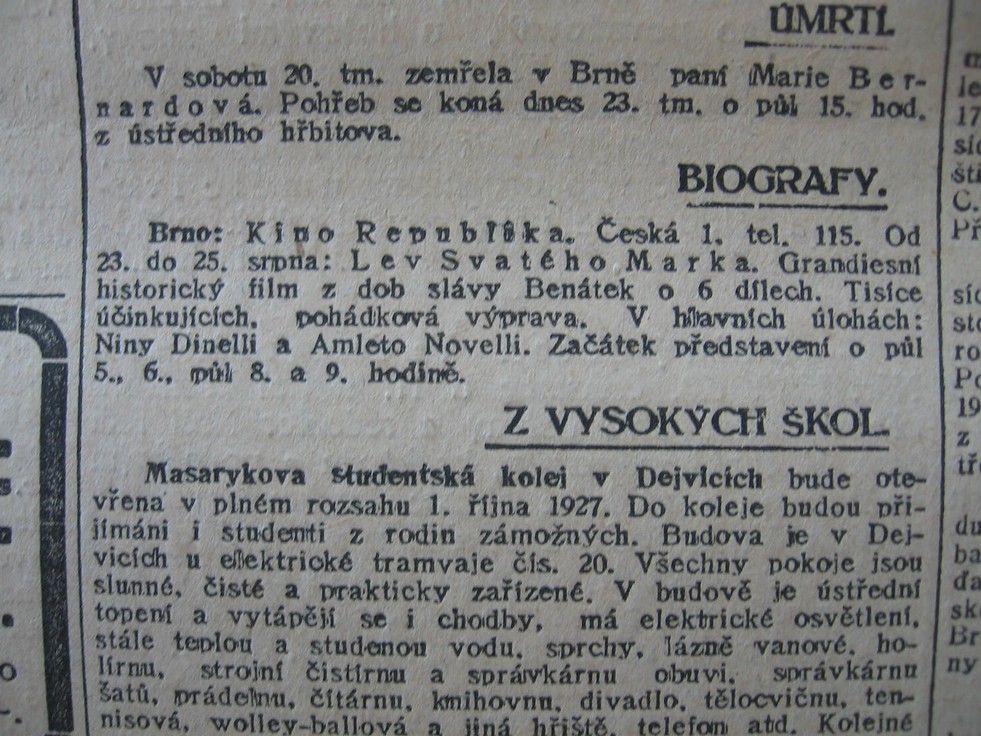 ÚMRTÍ.
V sobotu 20. tm. zemřela v Brně paní Marie Ber-
nardová. Pohřeb se koná dnes 23. tm. o půl 15. hod.
z ústředního hřbitova.
BIOGRAFY.
Brno: Kino Republika, Česká 1. tel. 115. Od
23. do 25. srpna: Lev Svatého Marka. Grandiesní
historický film z dob slávy Benátek o 6 dílech. Tisíce
účinkujících, pohádková výprava. V hlavních úlohách:
Niny Dinelli a Amleto Novelli. Začátek představení o půl
5., 6., půl 8. a 9. hodině.
Z VYSOKÝCH ŠKOL.
Masarykova studentská kolej v Dejvicích bude ote-
vřena v plném rozsahu 1. října 1927. Do koleje budou při-
jímáni i studenti z rodin zámožných. Budova je v Dej-
vicích u elektrické tramvaje čís. 20. Všechny pokoje jsou
slunné, čisté a prakticky zařízené. V budově je ústřední
topení a vytápějí se i chodby, má elektrické osvětlení,
stále teplou a studenou vodu, sprchy, lázně vanové, ho-
lírnu, strojní čistírnu a správkárnu obuvi, správkárnu
šatů, prádelnu, čítárnu, knihovnu, divadlo, tělocvičnu, ten-
nisová, wolley-ballová a jiná hřiště, telefon atd. Kolejné